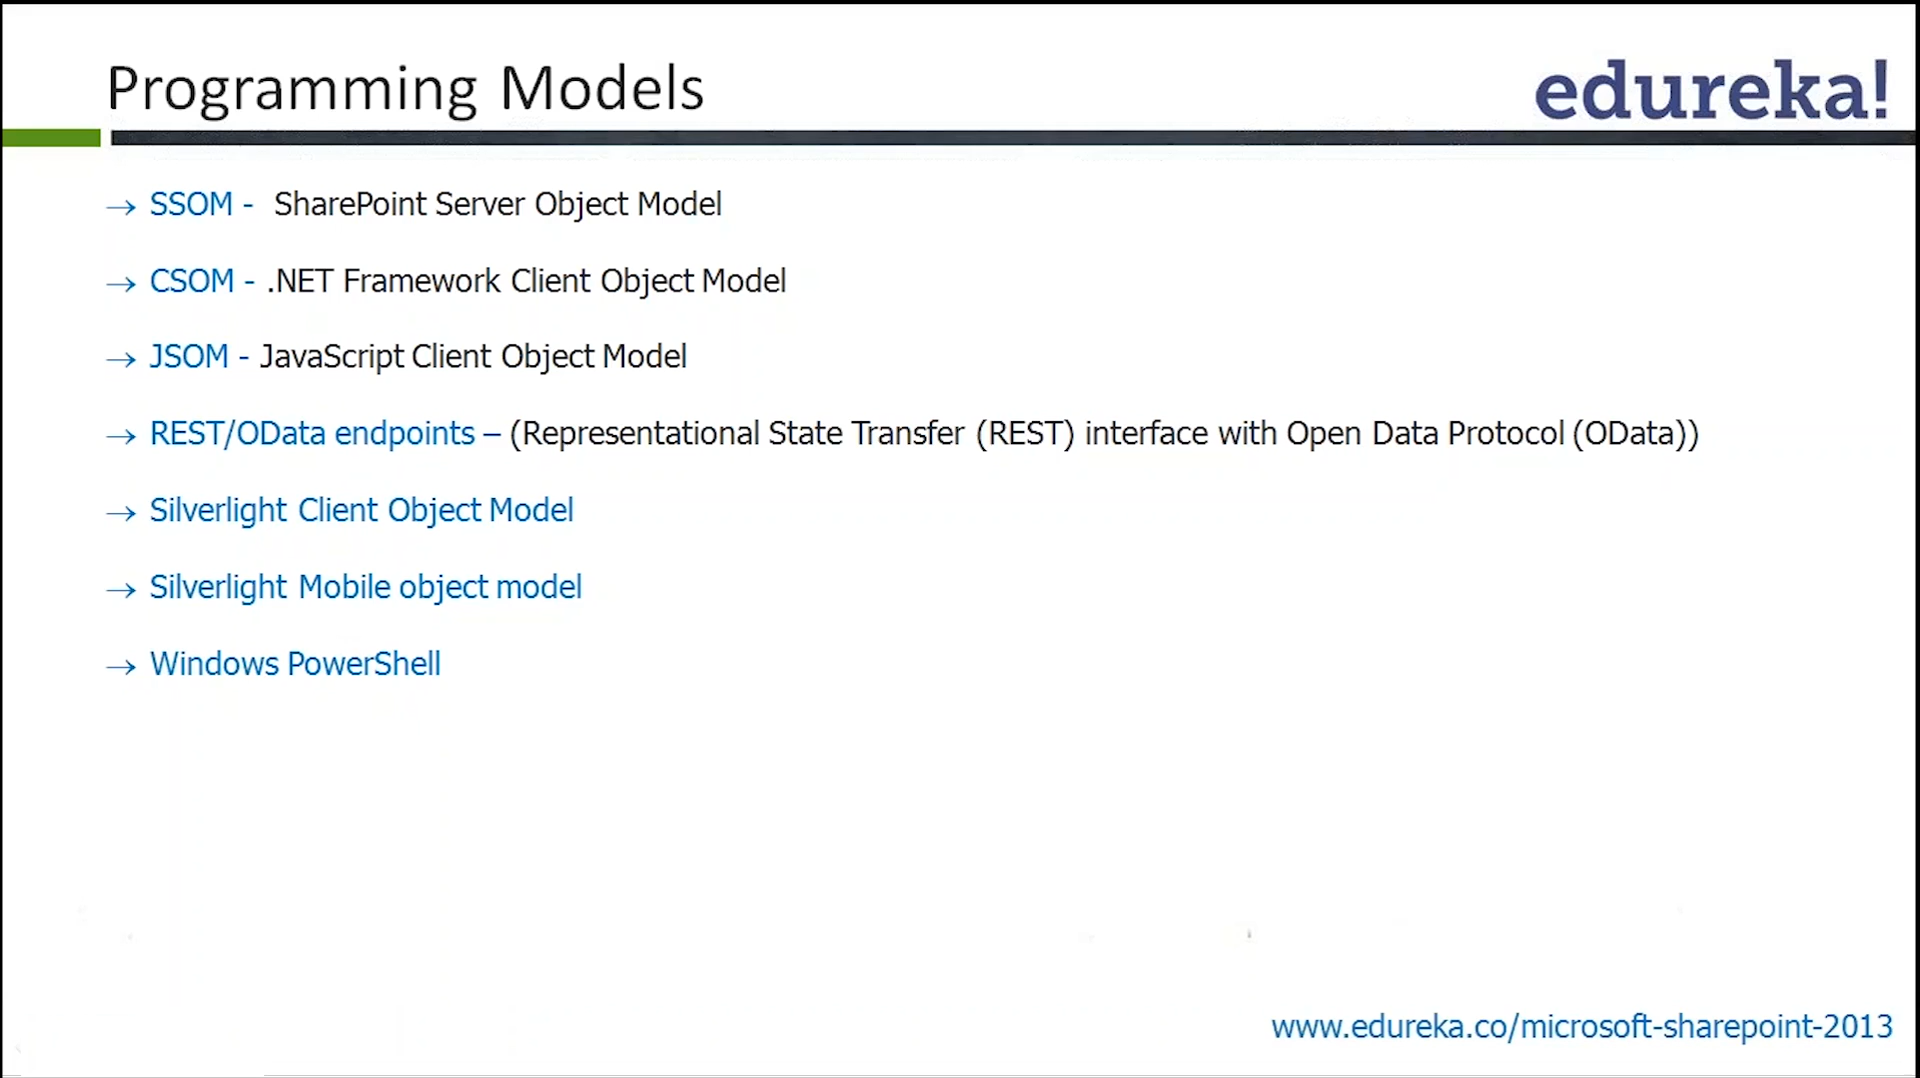 Programming Models
edureka!
→ SSOM - SharePoint Server Object Model
→ CSOM - .NET Framework Client Object Model
→ JSOM - JavaScript Client Object Model
→ REST/OData endpoints – (Representational State Transfer (REST) interface with Open Data Protocol (OData))
→ Silverlight Client Object Model
→ Silverlight Mobile object model
→ Windows PowerShell
www.edureka.co/microsoft-sharepoint-2013